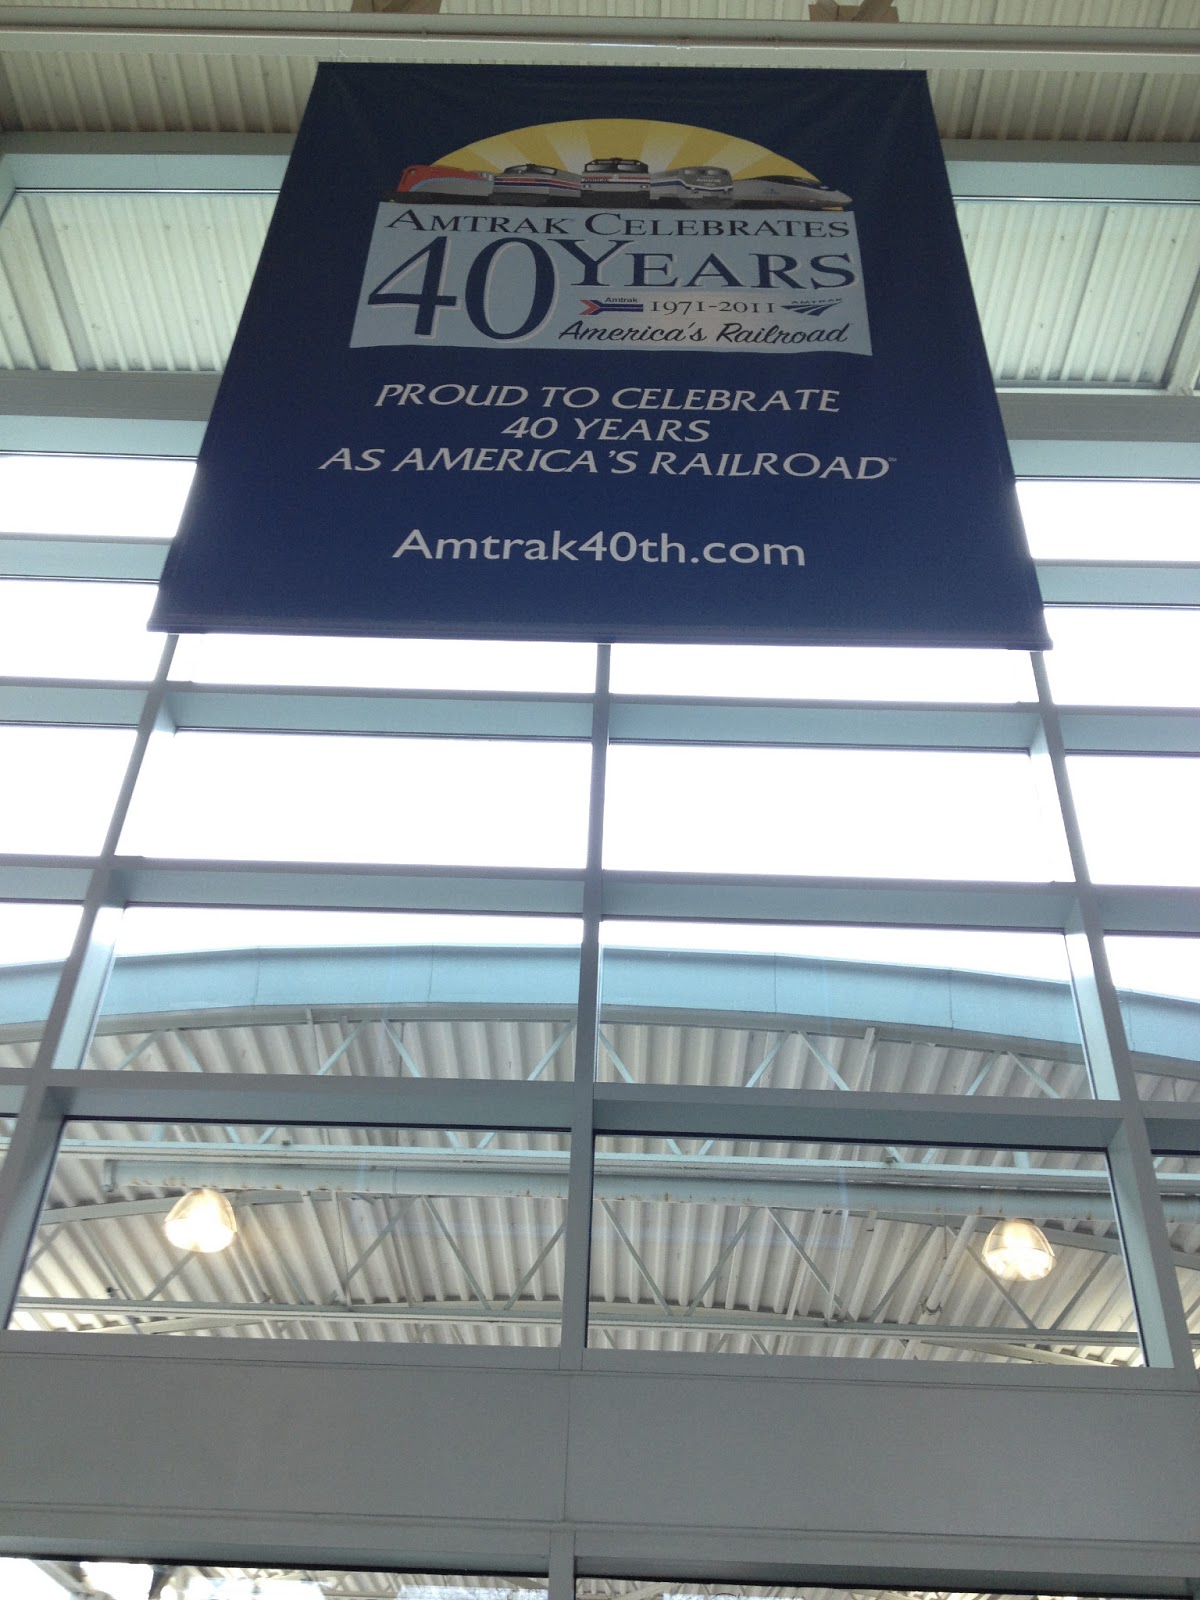 AMTRAK CELEBRATES
40 YEARS
Amtrak 1971-2011 AMTRAK
America's Railroad
PROUD TO CELEBRATE
40 YEARS
AS AMERICA'S RAILROAD
Amtrak40th.com